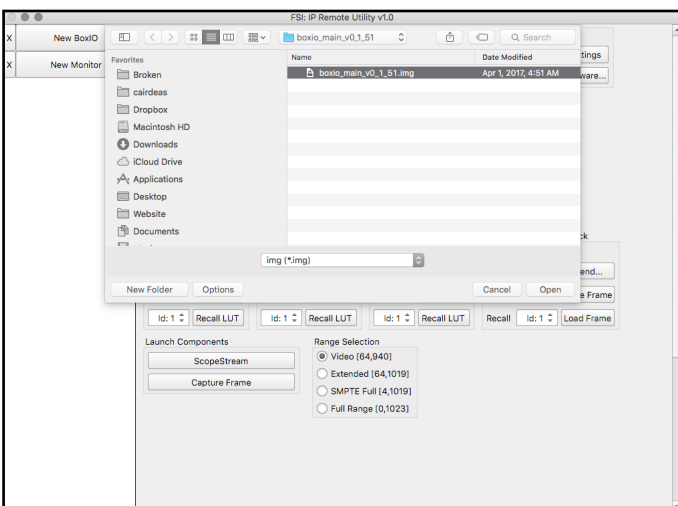 FSI: IP Remote Utility v1.0
X New BoxIO
X New Monitor
boxio_main_v0_1_51
Search
Favorites
Broken
cairdeas
Dropbox
Macintosh HD
Downloads
iCloud Drive
Applications
Desktop
Website
Documents
Name Date Modified
boxio_main_v0_1_51.img Apr 1, 2017, 4:51 AM
tings
ware...
img (*.img)
New Folder Options Cancel Open
ck
end...
e Frame
Id: 1 Recall LUT Id: 1 Recall LUT Id: 1 Recall LUT Recall Id: 1 Load Frame
Launch Components
ScopeStream
Capture Frame
Range Selection
Video [64,940]
Extended [64,1019]
SMPTE Full [4,1019]
Full Range [0,1023]